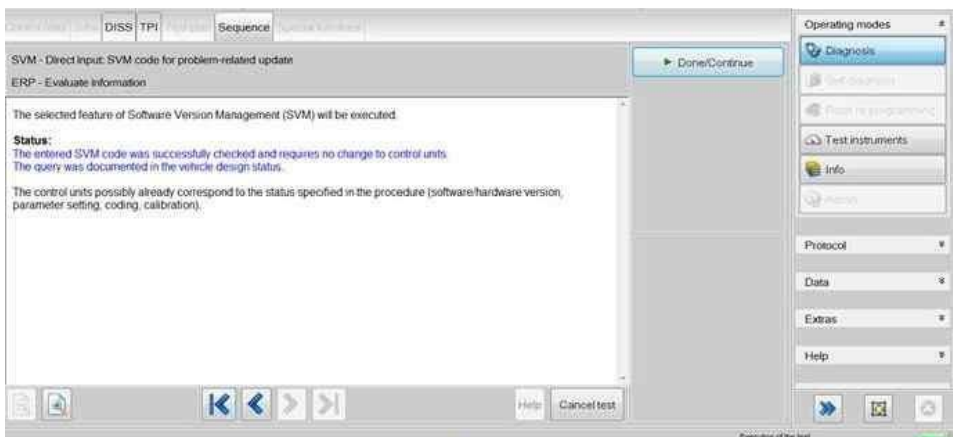 DISS TPI Sequence
SVM - Direct Input: SVM code for problem-related update
ERP - Evaluate information
The selected feature of Software Version Management (SVM) will be executed.
Status:
The entered SVM code was successfully checked and requires no change to control units.
The query was documented in the vehicle design status.
The control units possibly already correspond to the status specified in the procedure (software/hardware version,
parameter setting, coding, calibration).
Done/Continue
Help
Cancel test
Operating modes
Diagnosis
Test instruments
Info
Protocol
Data
Extras
Help
Execution of the test